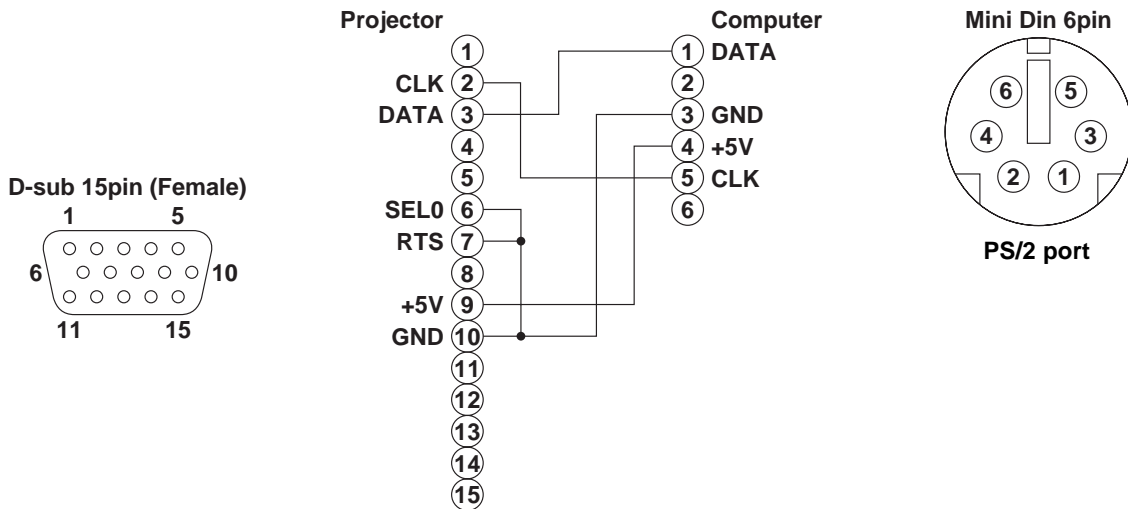 D-sub 15pin (Female)
1 5
6 10
11 15
Projector
1
CLK 2
DATA 3
4
5
SEL0 6
RTS 7
8
+5V 9
GND 10
11
12
13
14
15
Computer
1 DATA
2
3 GND
4 +5V
5 CLK
6
Mini Din 6pin
6 5
4 3
2 1
PS/2 port